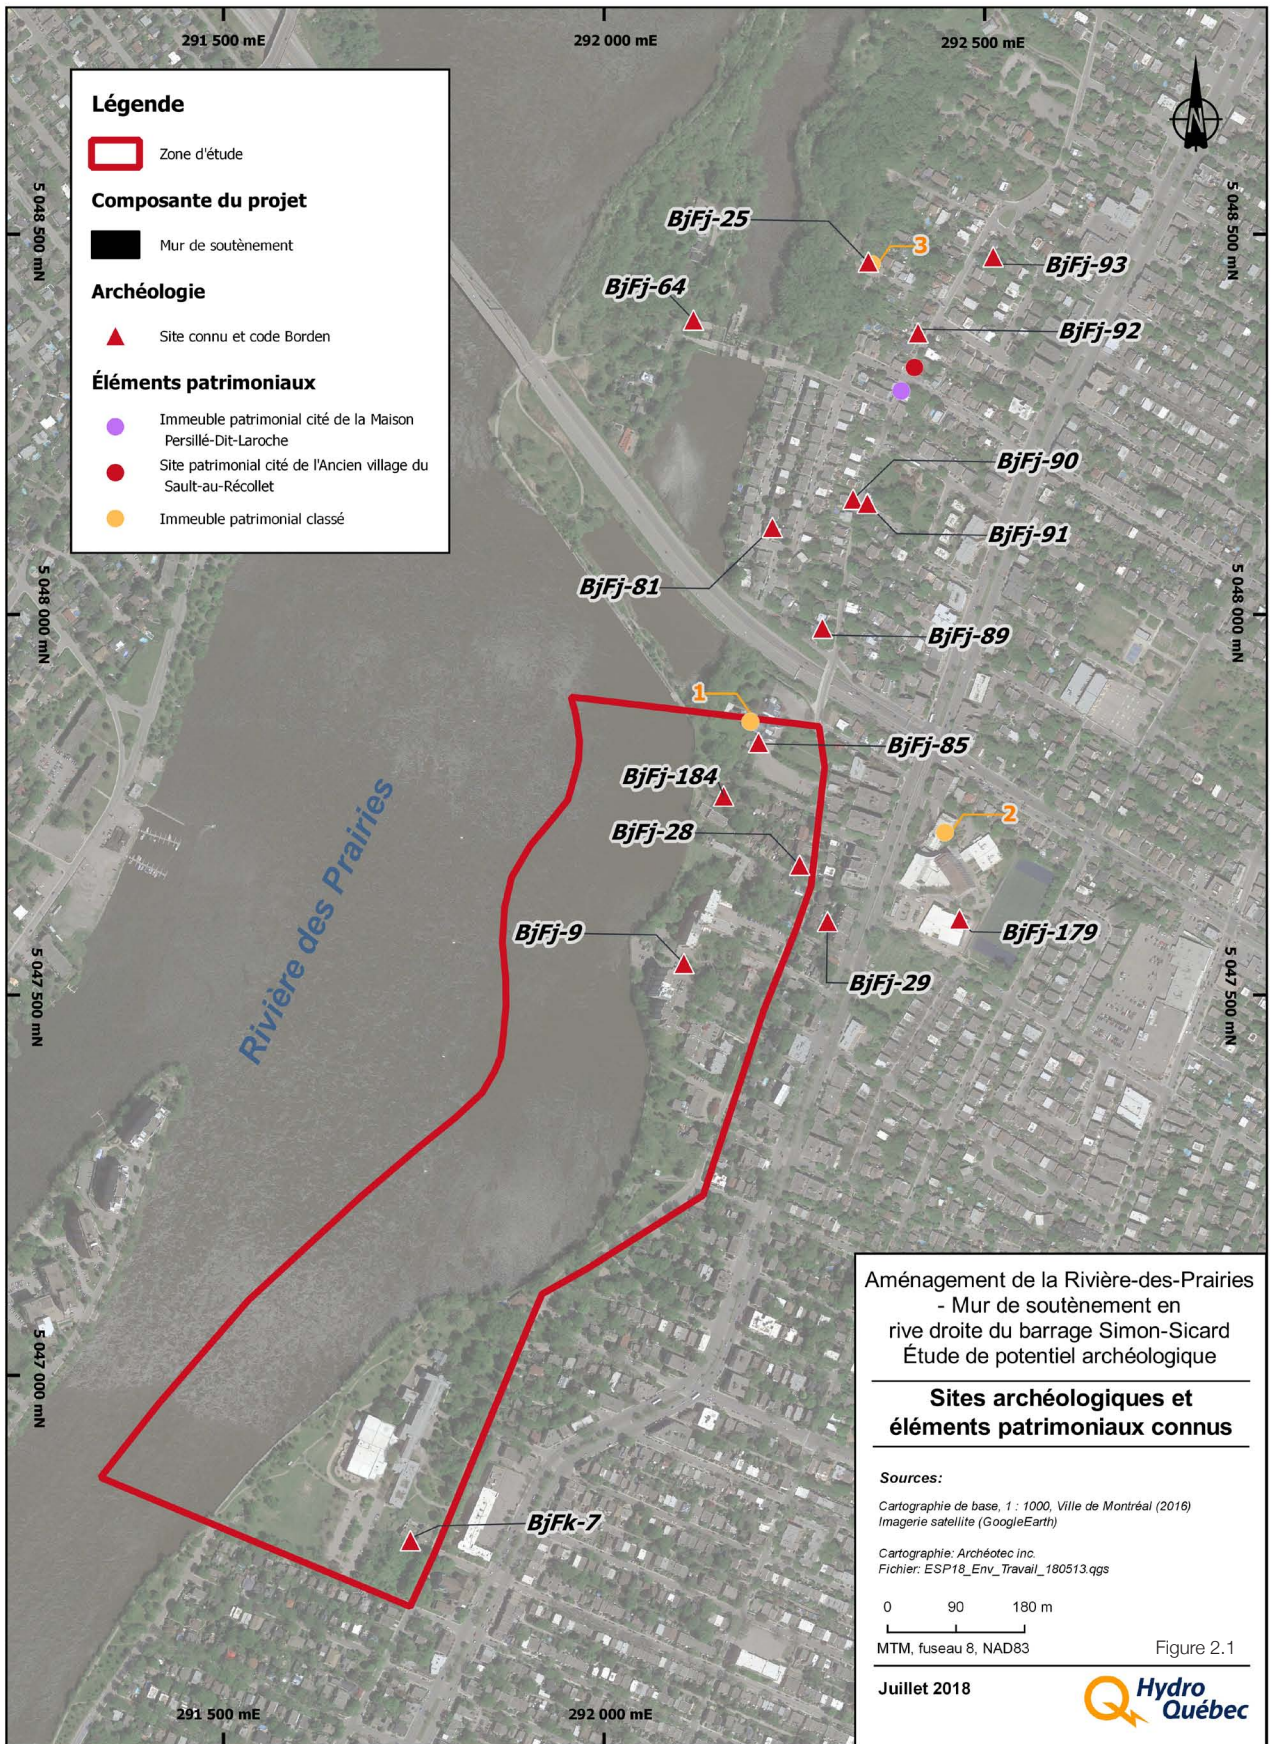 291 500 mE
292 000 mE
292 500 mE
Légende
Zone d'étude
Composante du projet
Mur de soutènement
Archéologie
Site connu et code Borden
Éléments patrimoniaux
Immeuble patrimonial cité de la Maison
Persillé-Dit-Laroche
Site patrimonial cité de l'Ancien village du
Sault-au-Récollet
Immeuble patrimonial classé
N
5 048 500 mN
5 048 500 mN
BjFj-25
3
BjFj-93
BjFj-64
BjFj-92
BjFj-90
BjFj-91
BjFj-81
5 048 000 mN
5 048 000 mN
BjFj-89
1
BjFj-85
BjFj-184
2
BjFj-28
BjFj-9
BjFj-179
BjFj-29
Rivière des Prairies
5 047 500 mN
5 047 500 mN
5 047 000 mN
BjFk-7
Aménagement de la Rivière-des-Prairies
- Mur de soutènement en
rive droite du barrage Simon-Sicard
Étude de potentiel archéologique
Sites archéologiques et
éléments patrimoniaux connus
Sources:
Cartographie de base, 1 : 1000, Ville de Montréal (2016)
Imagerie satellite (GoogleEarth)
Cartographie: Archéotec inc.
Fichier: ESP18_Env_Travail_180513.qgs
0 90 180 m
MTM, fuseau 8, NAD83
Figure 2.1
Juillet 2018
Hydro
Québec
291 500 mE
292 000 mE